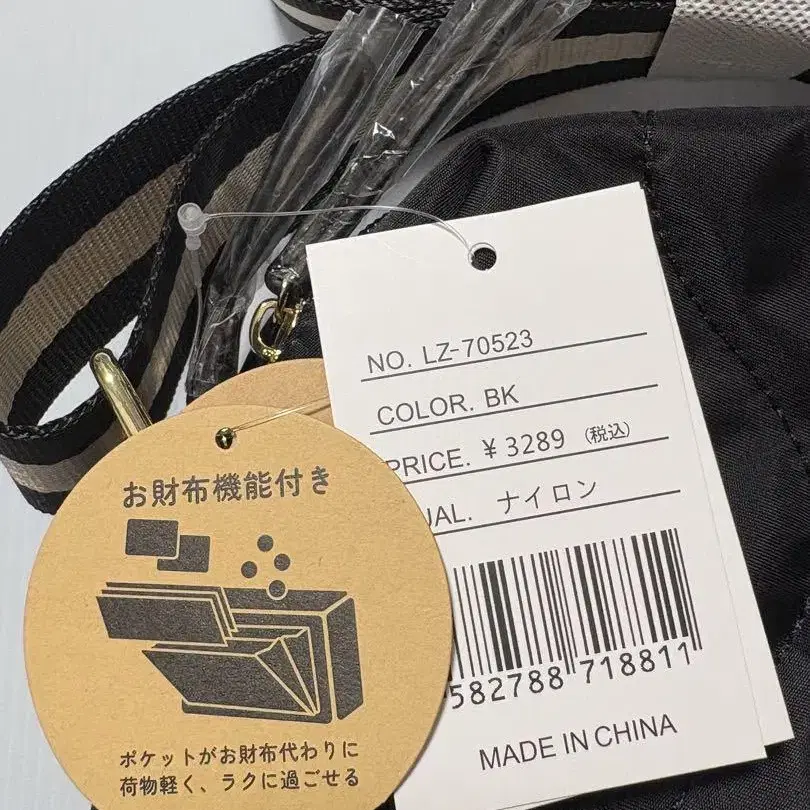 NO. LZ-70523
COLOR. BK
PRICE. ¥3289 (税込)
ナイロン
582788 718811
MADE IN CHINA
お財布機能付き
ポケットがお財布代わりに
荷物軽く、ラクに過ごせる